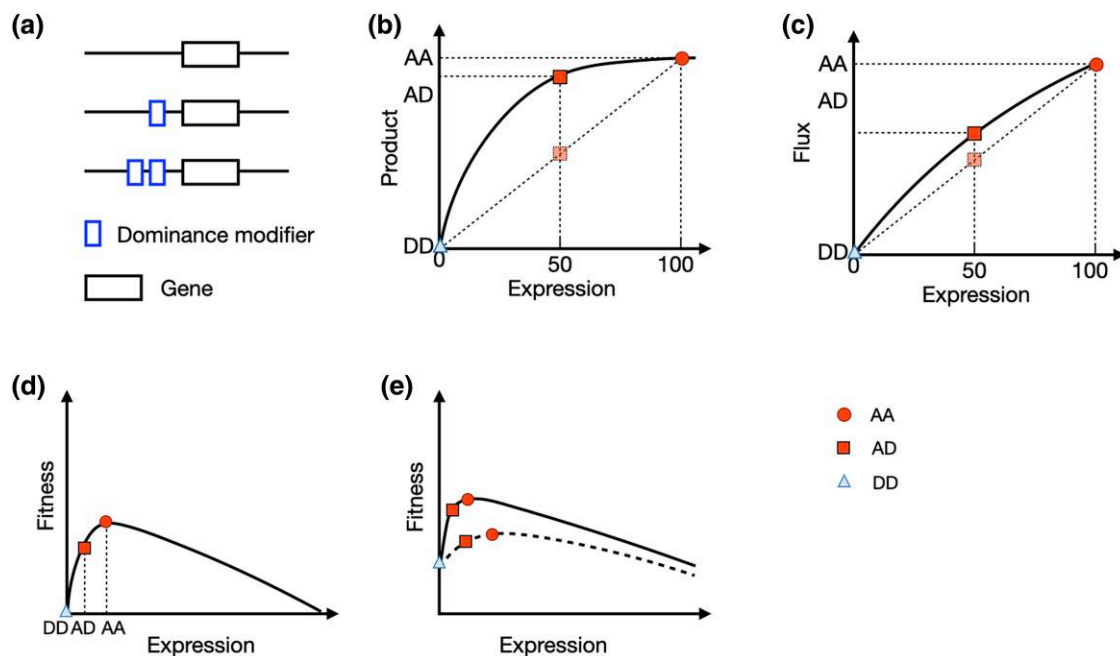 (a)
Dominance modifier
Gene
(b)
AA
AD
DD
Product
0
50
100
Expression
(c)
AA
AD
DD
Flux
0
50
100
Expression
(d)
Fitness
DD AD AA
Expression
(e)
Fitness
Expression
AA
AD
DD